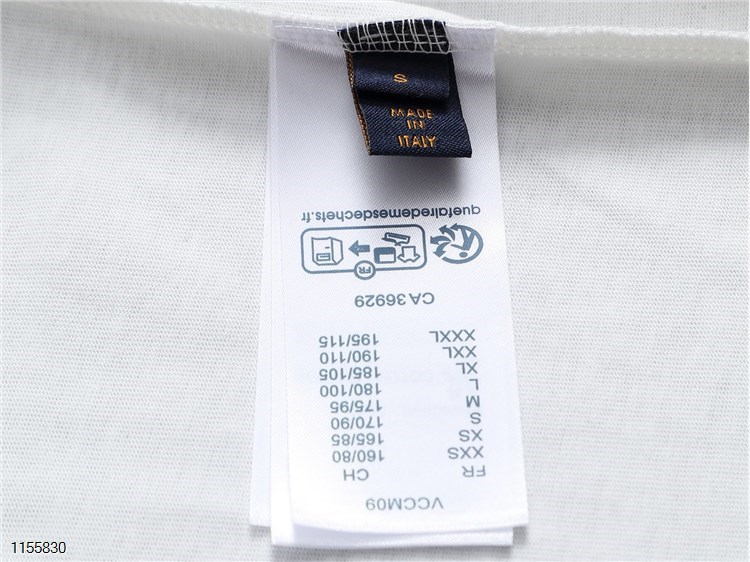 S
MADE
IN
ITALY
VCCM09
FR CH
XXS 160/80
XS 165/85
S 170/90
M 175/95
L 180/100
XL 185/105
XXL 190/110
XXXL 195/115
CA 36929
FR
quefairedemesdechets.fr
1155830